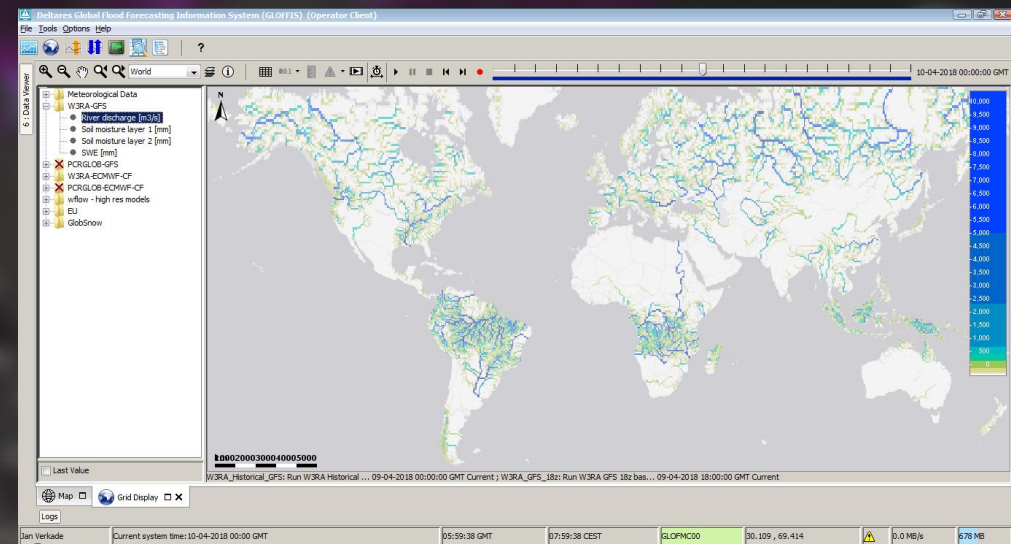 Deltares Global Flood Forecasting Information System (GLOFFIS) (Operator Client)
File Tools Options Help
?
World
10-04-2018 00:00:00 GMT
6 : Data Viewer
Meteorological Data
W3RA-GFS
River discharge [m3/s]
Soil moisture layer 1 [mm]
Soil moisture layer 2 [mm]
SWE [mm]
PCRGLOB-GFS
W3RA-ECMWF-CF
PCRGLOB-ECMWF-CF
wflow - high res models
EU
GlobSnow
N
9,500
9,000
8,500
8,000
7,500
7,000
6,500
6,000
5,500
5,000
4,500
4,000
3,500
3,000
2,500
2,000
1,500
1,000
500
0
Last Value
W3RA_Historical_GFS: Run W3RA Historical ... 09-04-2018 00:00:00 GMT Current ; W3RA_GFS_18z: Run W3RA GFS 18z bas... 09-04-2018 18:00:00 GMT Current
Map
Grid Display
Logs
Jan Verkade Current system time:10-04-2018 00:00 GMT 05:59:38 GMT 07:59:38 CEST GLOFMC00 30.109 , 69.414 0.0 MB/s 678 MB